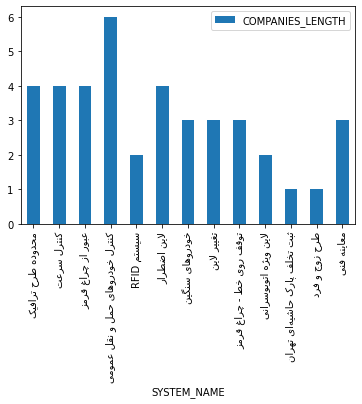 COMPANIES_LENGTH
6
5
4
3
2
1
0
محدوده طرح ترافیک
کنترل سرعت
عبور از چراغ قرمز
کنترل خودروهای حمل و نقل عمومی
سیستم RFID
لاین اضطرار
خودروهای سنگین
تغییر لاین
توقف روی خط - چراغ قرمز
لاین ویژه اتوبوسرانی
ثبت تخلف پارک حاشیه‌ای تهران
طرح زوج و فرد
معاینه فنی
SYSTEM_NAME